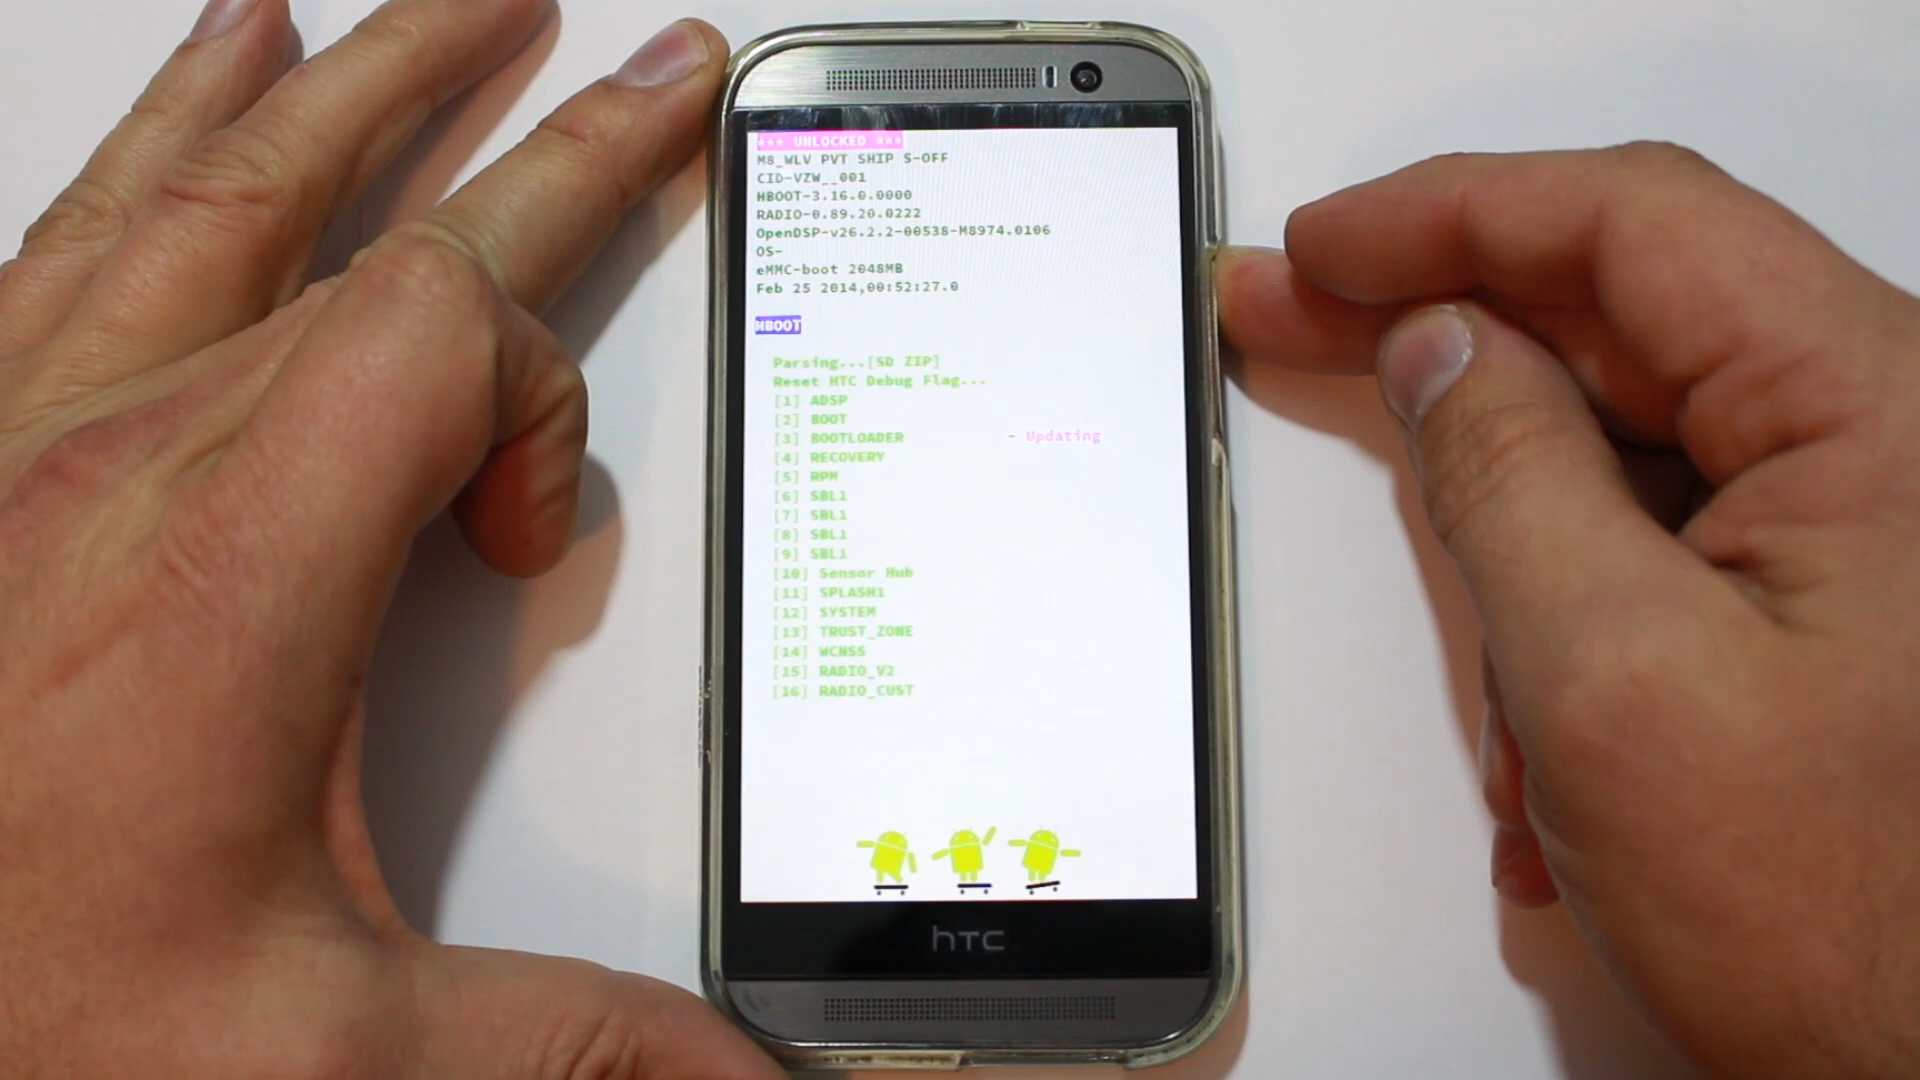 *** UNLOCKED ***
M8_WLV PVT SHIP S-OFF
CID-VZW__001
HBOOT-3.16.0.0000
RADIO-0.89.20.0222
OpenDSP-v26.2.2-00538-M8974.0106
OS-
eMMC-boot 2048MB
Feb 25 2014,00:52:27.0
HBOOT
Parsing...[SD ZIP]
Reset HTC Debug Flag...
[1] ADSP
[2] BOOT
[3] BOOTLOADER - Updating
[4] RECOVERY
[5] RPM
[6] SBL1
[7] SBL1
[8] SBL1
[9] SBL1
[10] Sensor Hub
[11] SPLASH1
[12] SYSTEM
[13] TRUST_ZONE
[14] WCNSS
[15] RADIO_V2
[16] RADIO_CUST
hTC